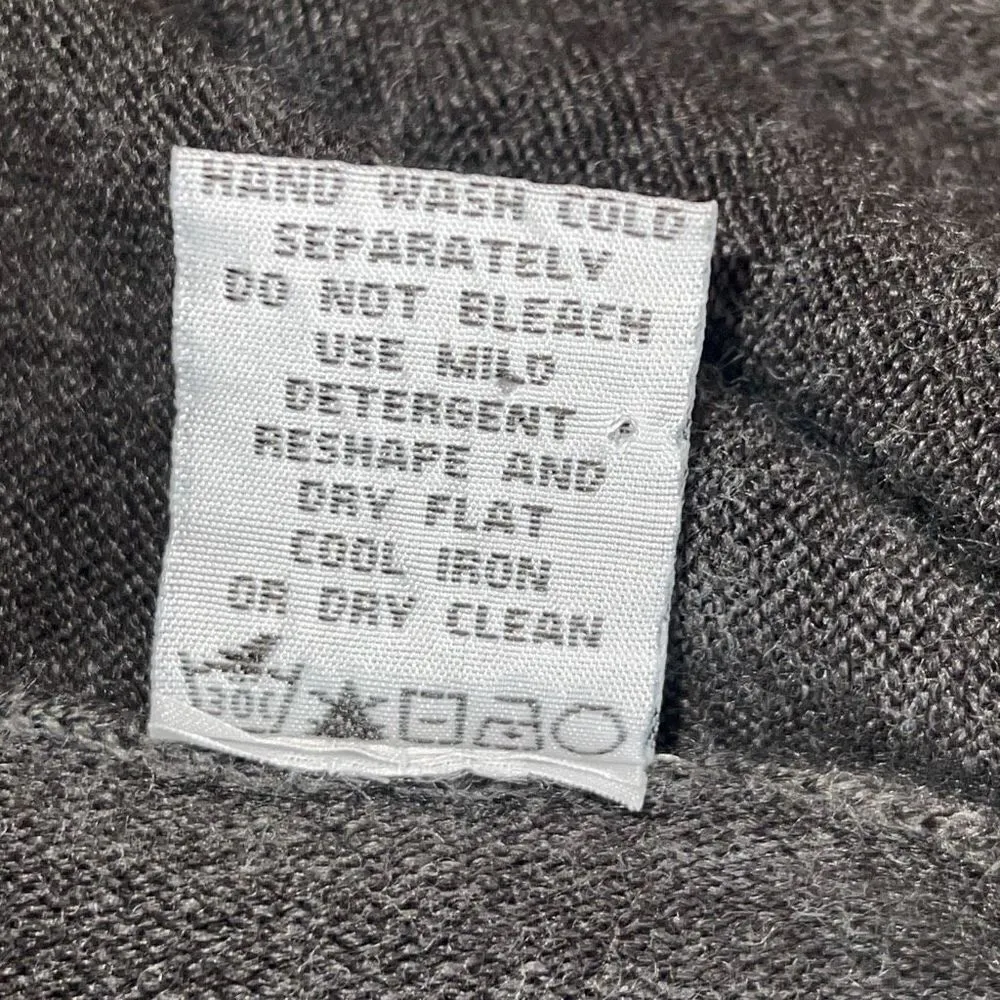 HAND WASH COLD
SEPARATELY
DO NOT BLEACH
USE MILD
DETERGENT
RESHAPE AND
DRY FLAT
COOL IRON
OR DRY CLEAN
30